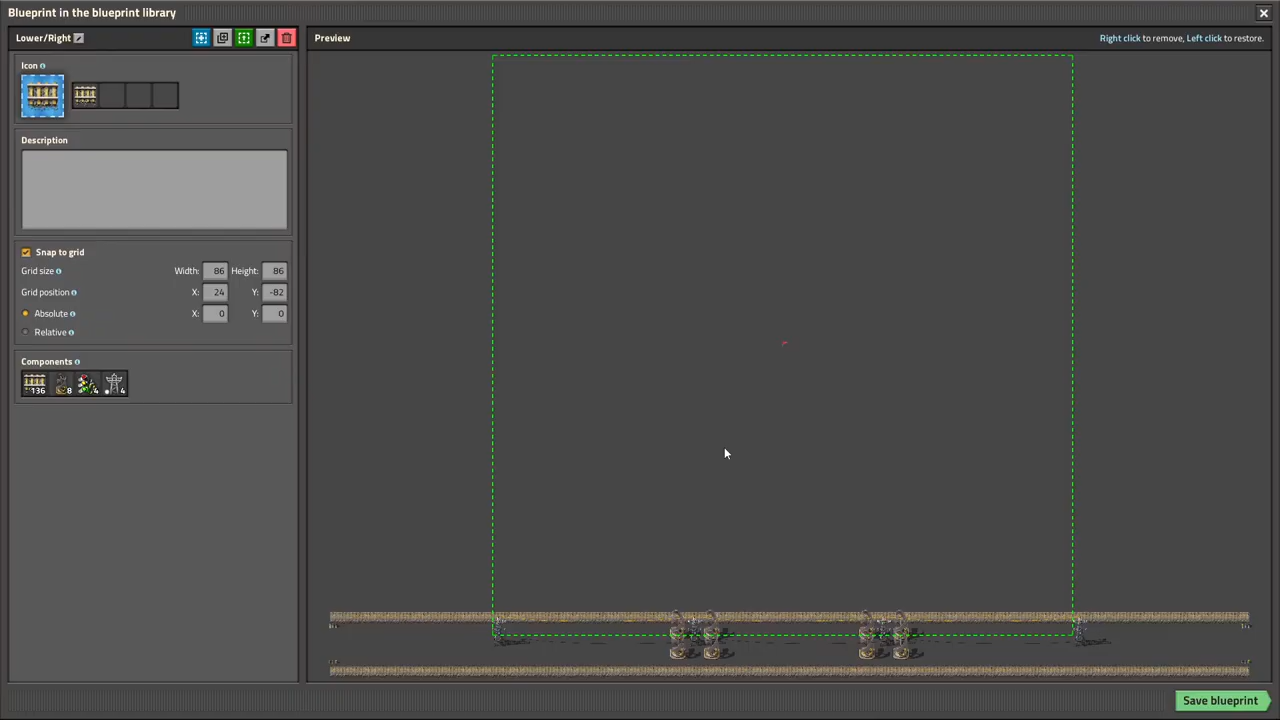 Blueprint in the blueprint library
Lower/Right
Preview
Right click to remove, Left click to restore.
Icon
Description
Snap to grid
Grid size Width: 86 Height: 86
Grid position X: 24 Y: -82
Absolute X: 0 Y: 0
Relative
Components
136 8 4 4
Save blueprint